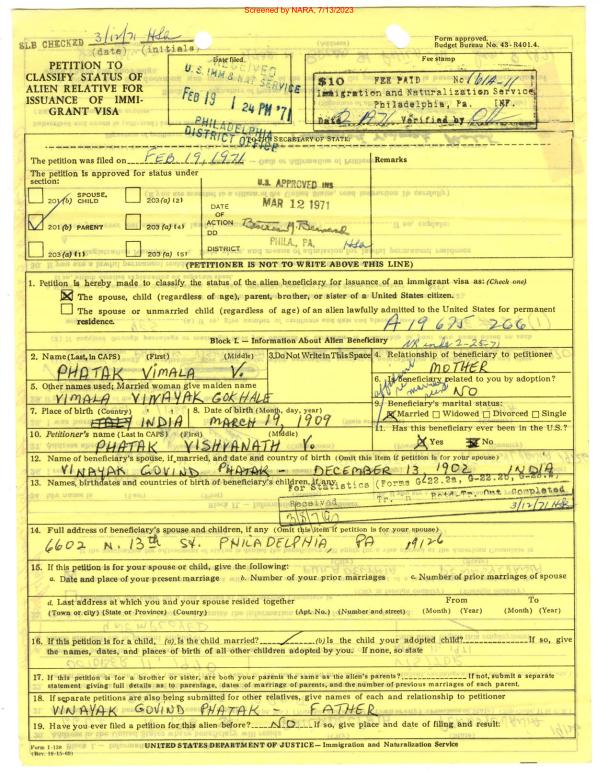 Screened by NARA, 7/13/2023
ELB CHECKED 3/12/71 HSa
(date) (initials)
Form approved.
Budget Bureau No. 43-R401.4.
PETITION TO
CLASSIFY STATUS OF
ALIEN RELATIVE FOR
ISSUANCE OF IMMI-
GRANT VISA
Date filed
RECEIVED
U.S. IMM & NAT SERVICE
FEB 19 1 24 PM '71
PHILADELPHIA
DISTRICT OFFICE
Fee stamp
$10 FEE PAID No 161A-11
Immigration and Naturalization Service
Philadelphia, Pa. INF.
Date Verified by
TO THE SECRETARY OF STATE:
The petition was filed on FEB. 19, 1971
Remarks
The petition is approved for status under
section:
201(b) SPOUSE, CHILD 203(a)(2)
201(b) PARENT 203(a)(4)
203(a)(1) 203(a)(5)
U.S. APPROVED INS
MAR 12 1971
DATE
OF
ACTION
DD
DISTRICT
PHILA., PA. HSa
(PETITIONER IS NOT TO WRITE ABOVE THIS LINE)
1. Petition is hereby made to classify the status of the alien beneficiary for issuance of an immigrant visa as: (Check one)
X The spouse, child (regardless of age), parent, brother, or sister of a United States citizen.
The spouse or unmarried child (regardless of age) of an alien lawfully admitted to the United States for permanent
residence.
A 19 675 266
Block I. - Information About Alien Beneficiary
2-25-71
2. Name (Last, in CAPS) (First) (Middle)
PHATAK VIMALA V.
3. Do Not Write in This Space
4. Relationship of beneficiary to petitioner
MOTHER
5. Other names used; Married woman give maiden name
VIMALA VINAYAK GOKHALE
6. Is beneficiary related to you by adoption?
NO
7. Place of birth (Country)
ITALY INDIA
8. Date of birth (Month, day, year)
MARCH 19, 1909
9. Beneficiary's marital status:
Married Widowed Divorced Single
10. Petitioner's name (Last in CAPS) (First) (Middle)
PHATAK VISHVANATH V.
11. Has this beneficiary ever been in the U.S.?
Yes No
12. Name of beneficiary's spouse, if married, and date and country of birth (Omit this item if petition is for your spouse)
VINAYAK GOVIND PHATAK - DECEMBER 13, 1902 INDIA
13. Names, birthdates and countries of birth of beneficiary's children, if any
For Statistics (Forms G-22.2a, G-22.20,
Received Tr. Out Completed
3/12/71 HSa
14. Full address of beneficiary's spouse and children, if any (Omit this item if petition is for your spouse)
6602 N. 13th St. PHILADELPHIA, PA 19126
15. If this petition is for your spouse or child, give the following:
a. Date and place of your present marriage b. Number of your prior marriages c. Number of prior marriages of spouse
d. Last address at which you and your spouse resided together From To
(Town or city) (State or Province) (Country) (Apt. No.) (Number and street) (Month) (Year) (Month) (Year)
16. If this petition is for a child, (a) Is the child married? (b) Is the child your adopted child? If so, give
the names, dates, and places of birth of all other children adopted by you. If none, so state
17. If this petition is for a brother or sister, are both your parents the same as the alien's parents? If not, submit a separate
statement giving full details as to parentage, dates of marriage of parents, and the number of previous marriages of each parent.
18. If separate petitions are also being submitted for other relatives, give names of each and relationship to petitioner
VINAYAK GOVIND PHATAK - FATHER
19. Have you ever filed a petition for this alien before? NO If so, give place and date of filing and result:
Form I-130
(Rev. 10-15-69)
UNITED STATES DEPARTMENT OF JUSTICE - Immigration and Naturalization Service